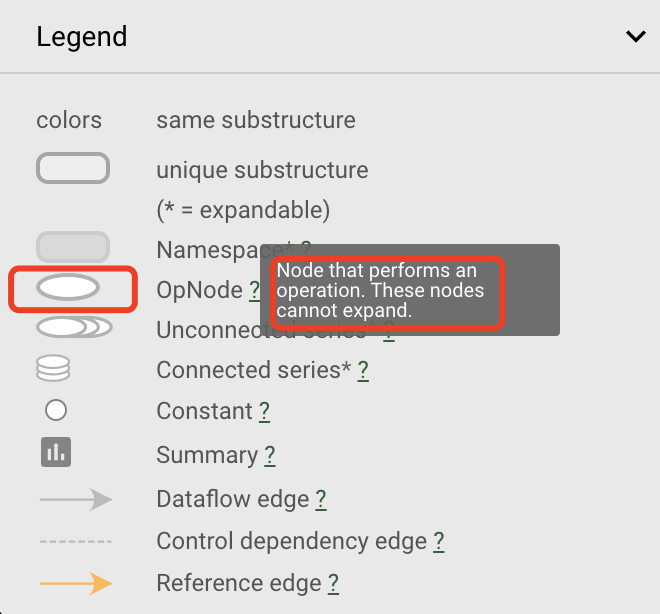 Legend
colors same substructure
unique substructure
(* = expandable)
Namespace* ?
OpNode ?
Node that performs an
operation. These nodes
cannot expand.
Unconnected series* ?
Connected series* ?
Constant ?
Summary ?
Dataflow edge ?
Control dependency edge ?
Reference edge ?